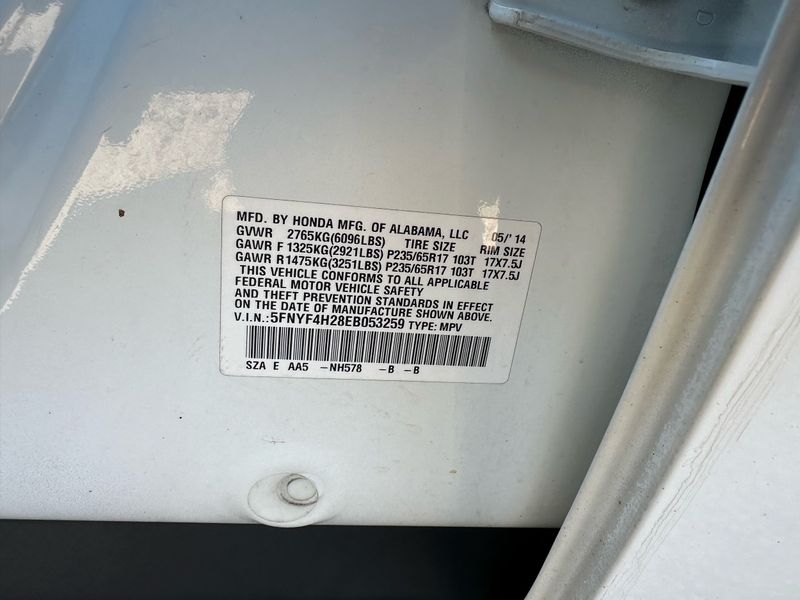 MFD. BY HONDA MFG. OF ALABAMA, LLC 05/' 14
GVWR 2765KG(6096LBS) TIRE SIZE RIM SIZE
GAWR F 1325KG(2921LBS) P235/65R17 103T 17X7.5J
GAWR R1475KG(3251LBS) P235/65R17 103T 17X7.5J
THIS VEHICLE CONFORMS TO ALL APPLICABLE
FEDERAL MOTOR VEHICLE SAFETY
AND THEFT PREVENTION STANDARDS IN EFFECT
ON THE DATE OF MANUFACTURE SHOWN ABOVE.
V.I.N.: 5FNYF4H28EB053259 TYPE: MPV
SZA E AA5 -NH578 -B -B